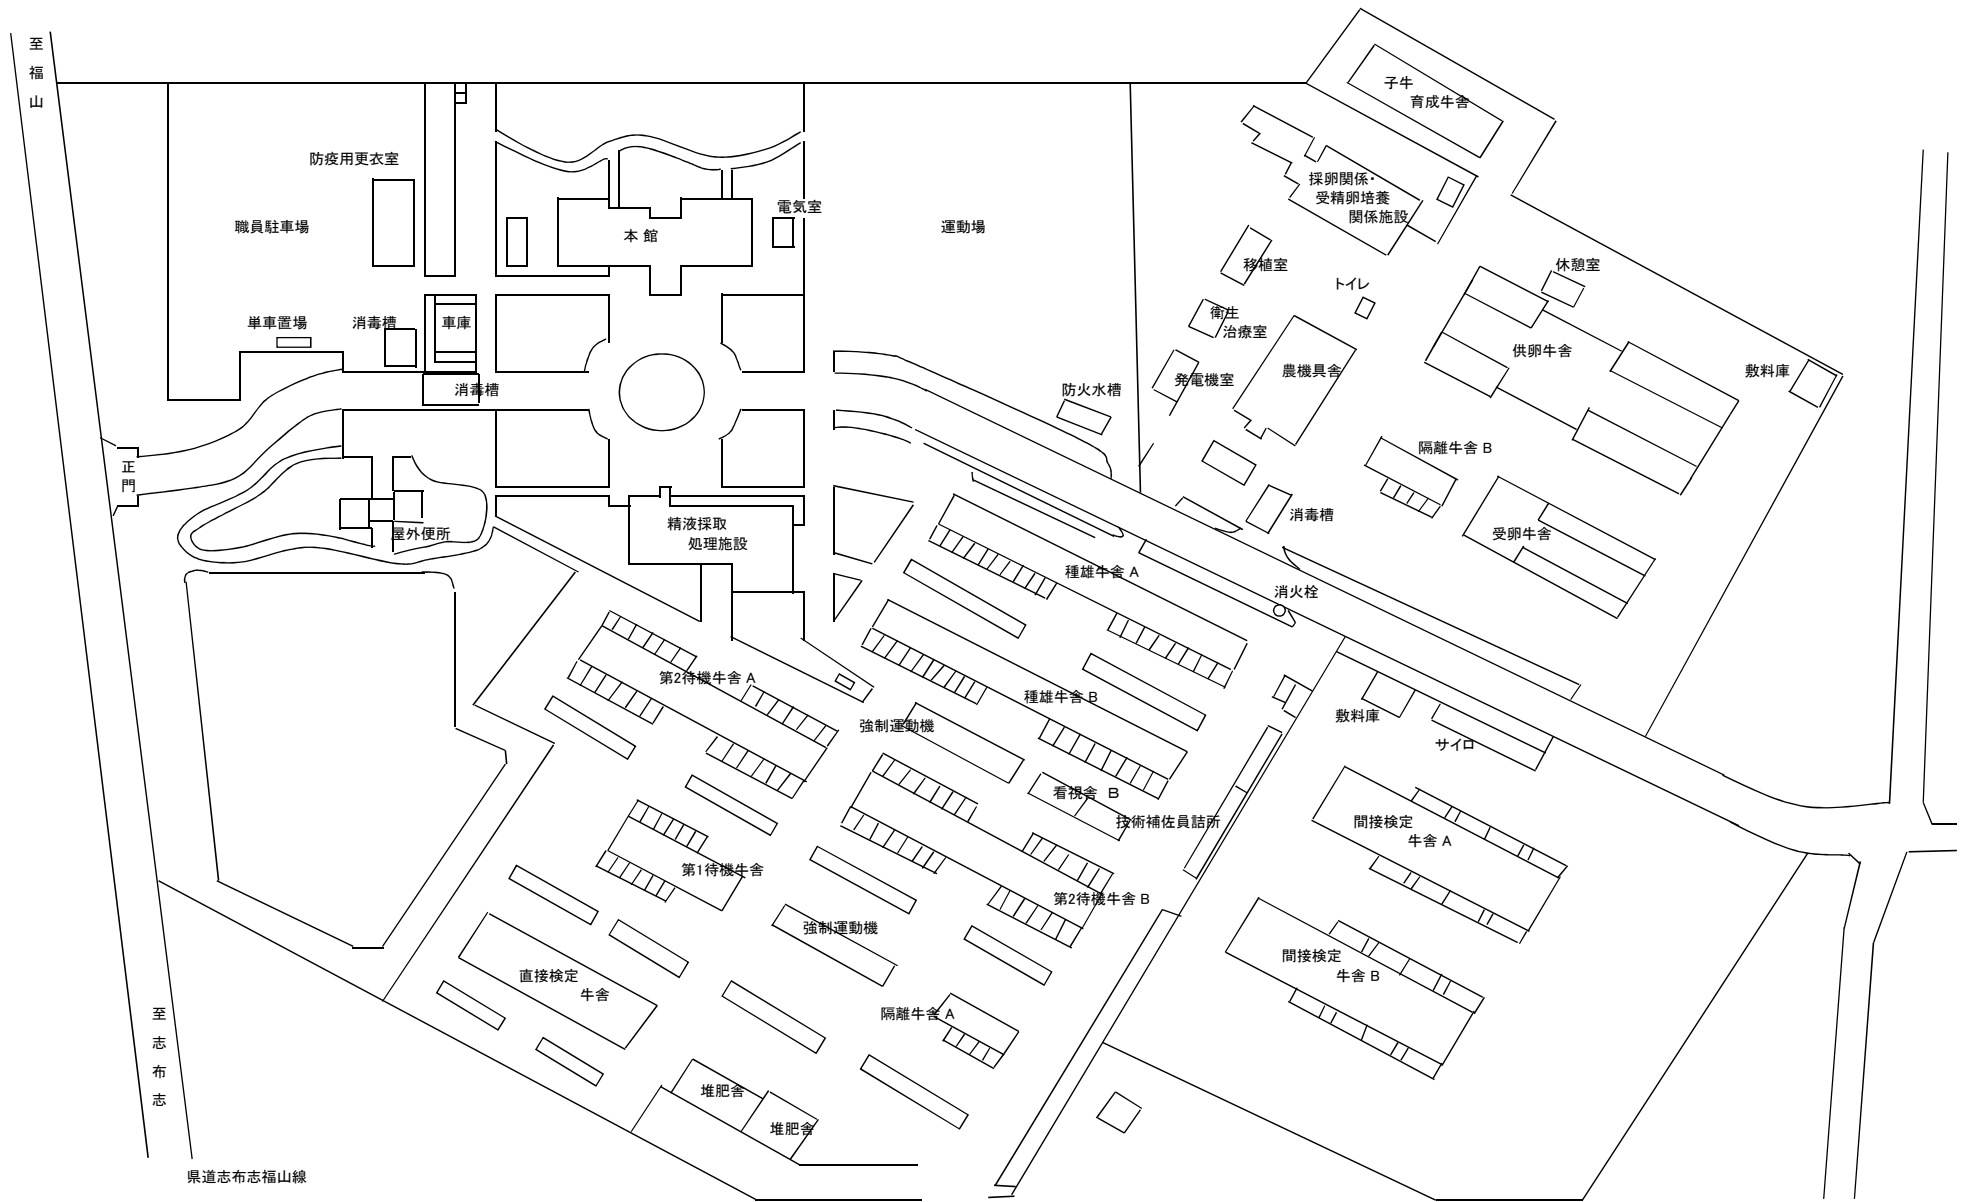 至福山
子牛
育成牛舎
防疫用更衣室
採卵関係・
受精卵培養
関係施設
電気室
職員駐車場
本 館
運動場
移植室
休憩室
トイレ
衛生
治療室
単車置場
消毒槽
車庫
供卵牛舎
農機具舎
敷料庫
発電機室
消毒槽
防火水槽
隔離牛舎 B
正門
消毒槽
精液採取
処理施設
屋外便所
受卵牛舎
種雄牛舎 A
消火栓
第2待機牛舎 A
種雄牛舎 B
敷料庫
強制運動機
サイロ
看視舎 B
技術補佐員詰所
間接検定
牛舎 A
第1待機牛舎
第2待機牛舎 B
強制運動機
間接検定
牛舎 B
直接検定
牛舎
隔離牛舎 A
至志布志
堆肥舎
堆肥舎
県道志布志福山線